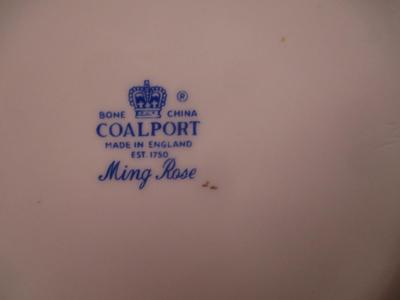 ®
BONE CHINA
COALPORT
MADE IN ENGLAND
EST. 1750
Ming Rose